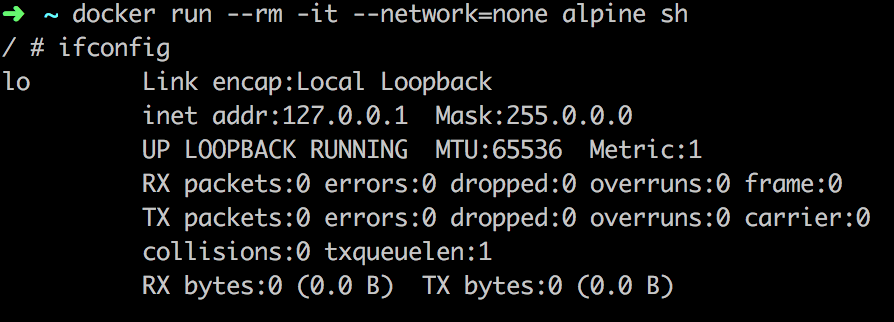 ➜ ~ docker run --rm -it --network=none alpine sh
/ # ifconfig
lo        Link encap:Local Loopback
          inet addr:127.0.0.1  Mask:255.0.0.0
          UP LOOPBACK RUNNING  MTU:65536  Metric:1
          RX packets:0 errors:0 dropped:0 overruns:0 frame:0
          TX packets:0 errors:0 dropped:0 overruns:0 carrier:0
          collisions:0 txqueuelen:1
          RX bytes:0 (0.0 B)  TX bytes:0 (0.0 B)